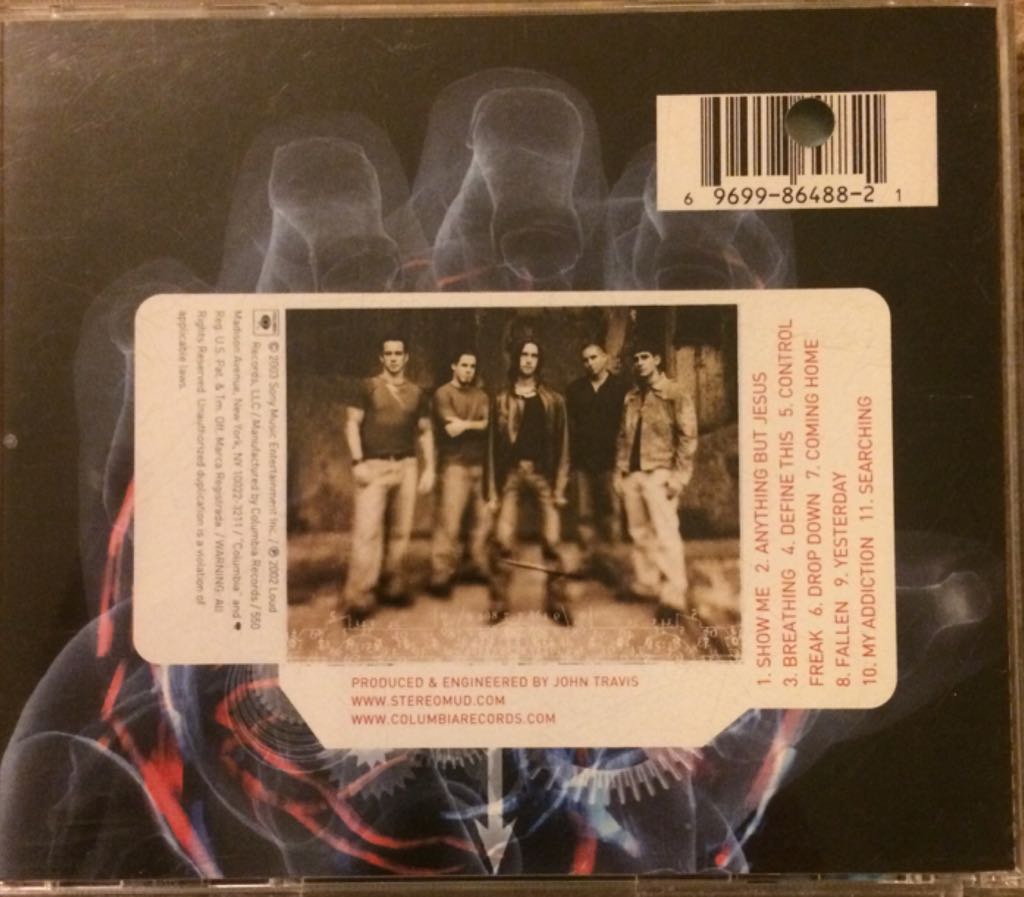 6 9699-86488-2 1
1. SHOW ME 2. ANYTHING BUT JESUS
3. BREATHING 4. DEFINE THIS 5. CONTROL
FREAK 6. DROP DOWN 7. COMING HOME
8. FALLEN 9. YESTERDAY
10. MY ADDICTION 11. SEARCHING
PRODUCED & ENGINEERED BY JOHN TRAVIS
WWW.STEREOMUD.COM
WWW.COLUMBIARECORDS.COM
© 2003 Sony Music Entertainment Inc. / ℗ 2002 Loud
Records, LLC / Manufactured by Columbia Records / 550
Madison Avenue, New York, NY 10022-3211 / "Columbia" and
Reg. U.S. Pat. & Tm. Off. Marca Registrada. / WARNING: All
Rights Reserved. Unauthorized duplication is a violation of
applicable laws.